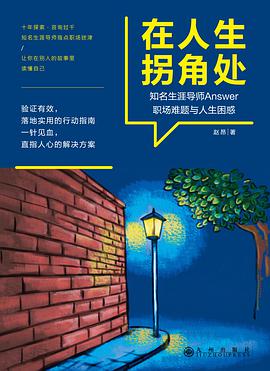 十年探索·咨询过千
知名生涯导师指点职场迷津
/
让你在别人的故事里
读懂自己
在人生
拐角处
知名生涯导师Answer
职场难题与人生困惑
赵昂｜著
验证有效，
落地实用的行动指南
一针见血，
直指人心的解决方案
九州出版社
JIUZHOUPRESS